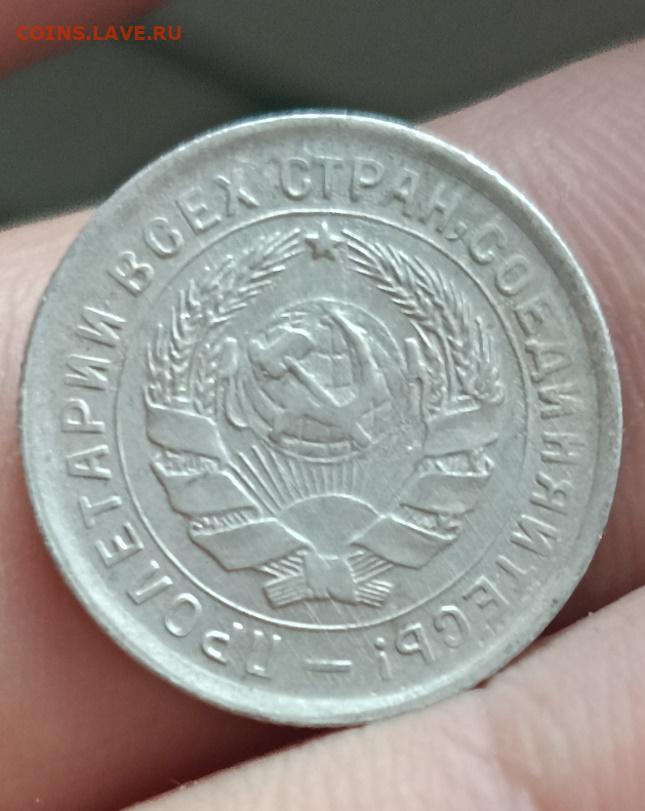 COINS.LAVE.RU
ПРОЛЕТАРИИ ВСЕХ СТРАН, СОЕДИНЯЙТЕСЬ! —